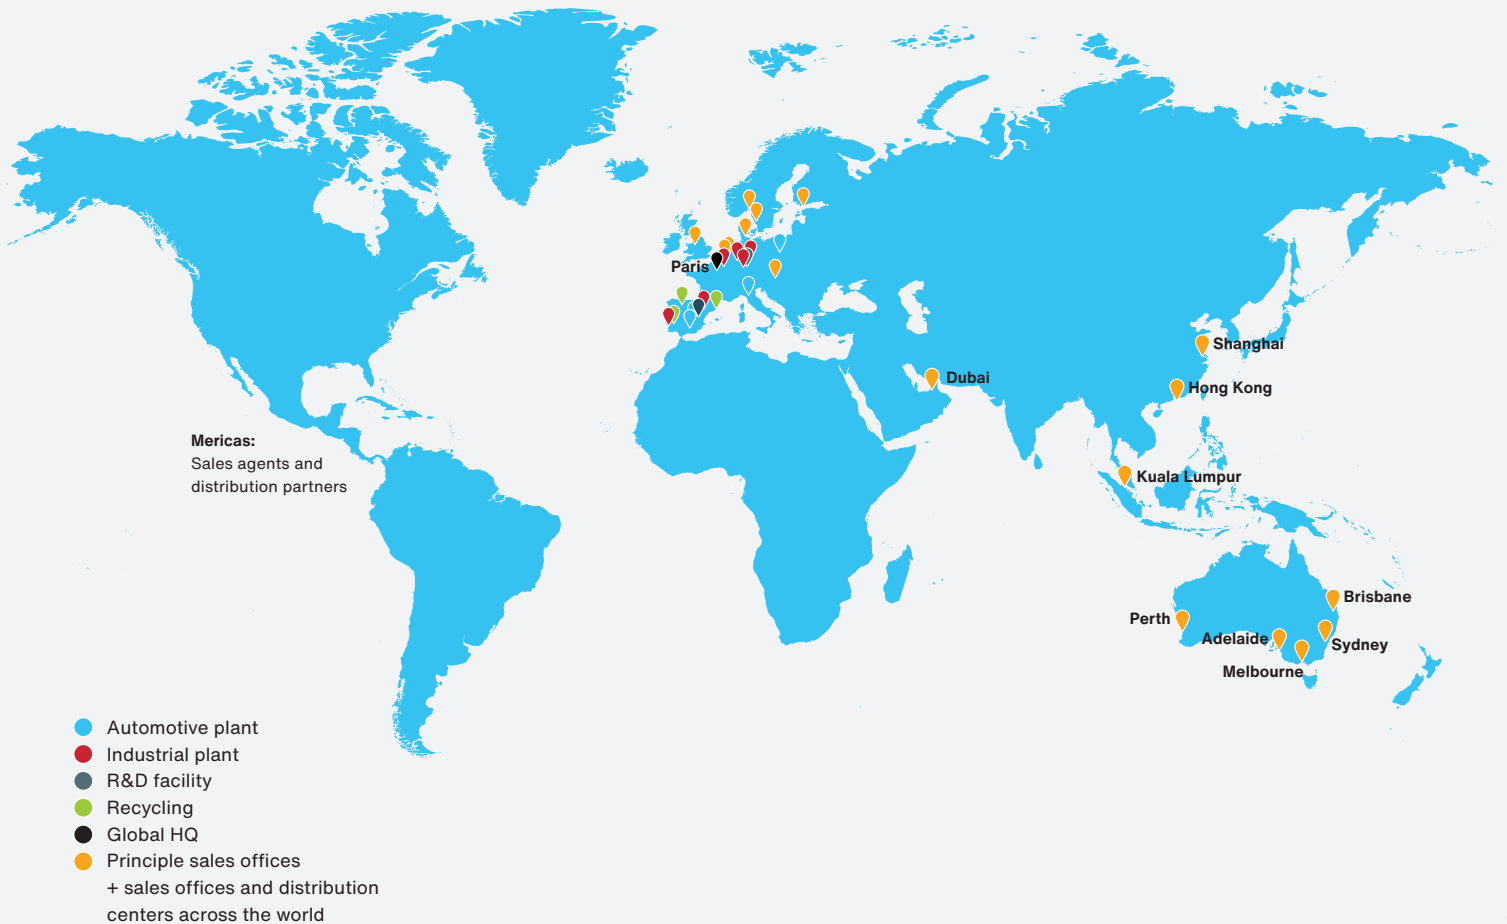 Paris
Shanghai
Dubai
Hong Kong
Mericas:
Sales agents and
distribution partners
Kuala Lumpur
Brisbane
Perth
Adelaide
Sydney
Melbourne
Automotive plant
Industrial plant
R&D facility
Recycling
Global HQ
Principle sales offices
+ sales offices and distribution
centers across the world